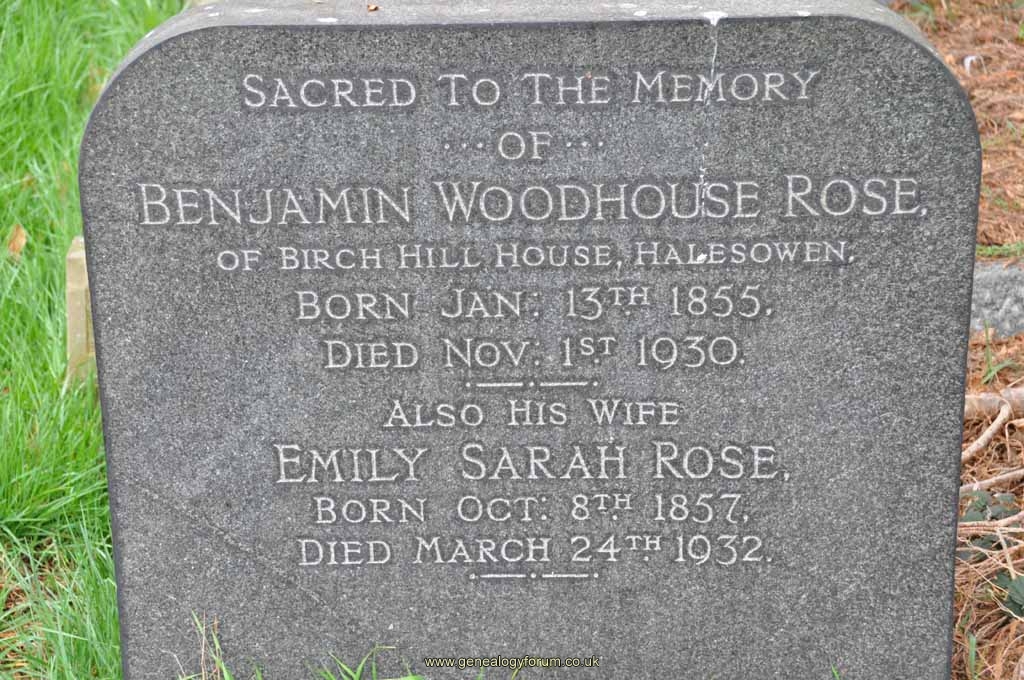 SACRED TO THE MEMORY
··· OF ···
BENJAMIN WOODHOUSE ROSE,
OF BIRCH HILL HOUSE, HALESOWEN.
BORN JAN: 13TH 1855,
DIED NOV: 1ST 1930.
ALSO HIS WIFE
EMILY SARAH ROSE,
BORN OCT: 8TH 1857,
DIED MARCH 24TH 1932.
www.genealogyforum.co.uk